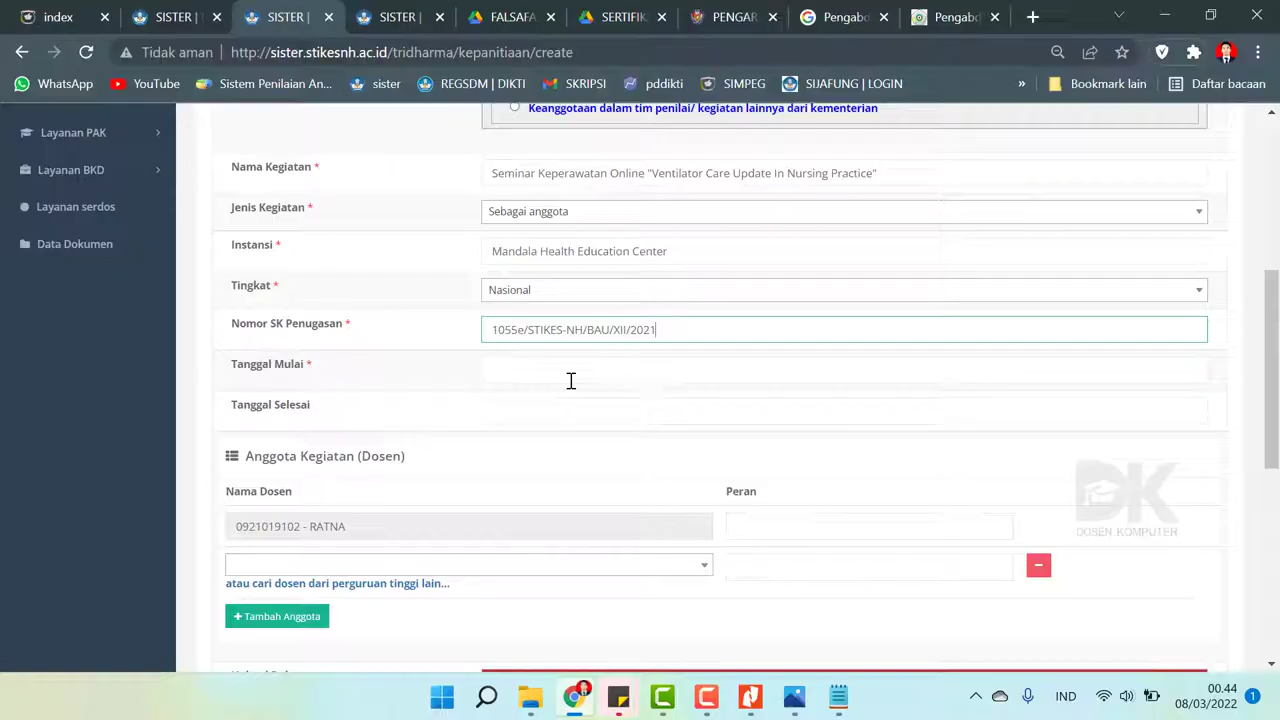 SISTER |
SISTER |
SISTER |
FALSAFA
SERTIFIK
PENGAR
Pengabd
Pengabd
Tidak aman
http://sister.stikesnh.ac.id/tridharma/kepanitiaan/create
WhatsApp
YouTube
Sistem Penilaian An...
sister
REGSDM | DIKTI
SKRIPSI
pddikti
SIMPEG
SIJAFUNG | LOGIN
»
Bookmark lain
Daftar bacaan
Layanan PAK
Layanan BKD
Layanan serdos
Data Dokumen
Keanggotaan dalam tim penilai/ kegiatan lainnya dari kementerian
Nama Kegiatan *
Seminar Keperawatan Online "Ventilator Care Update In Nursing Practice"
Jenis Kegiatan *
Sebagai anggota
Instansi *
Mandala Health Education Center
Tingkat *
Nasional
Nomor SK Penugasan *
1055e/STIKES-NH/BAU/XII/2021
Tanggal Mulai *
Tanggal Selesai
Anggota Kegiatan (Dosen)
Nama Dosen
Peran
0921019102 - RATNA
atau cari dosen dari perguruan tinggi lain...
+ Tambah Anggota
DK
DOSEN KOMPUTER
IND
00.44
08/03/2022
1